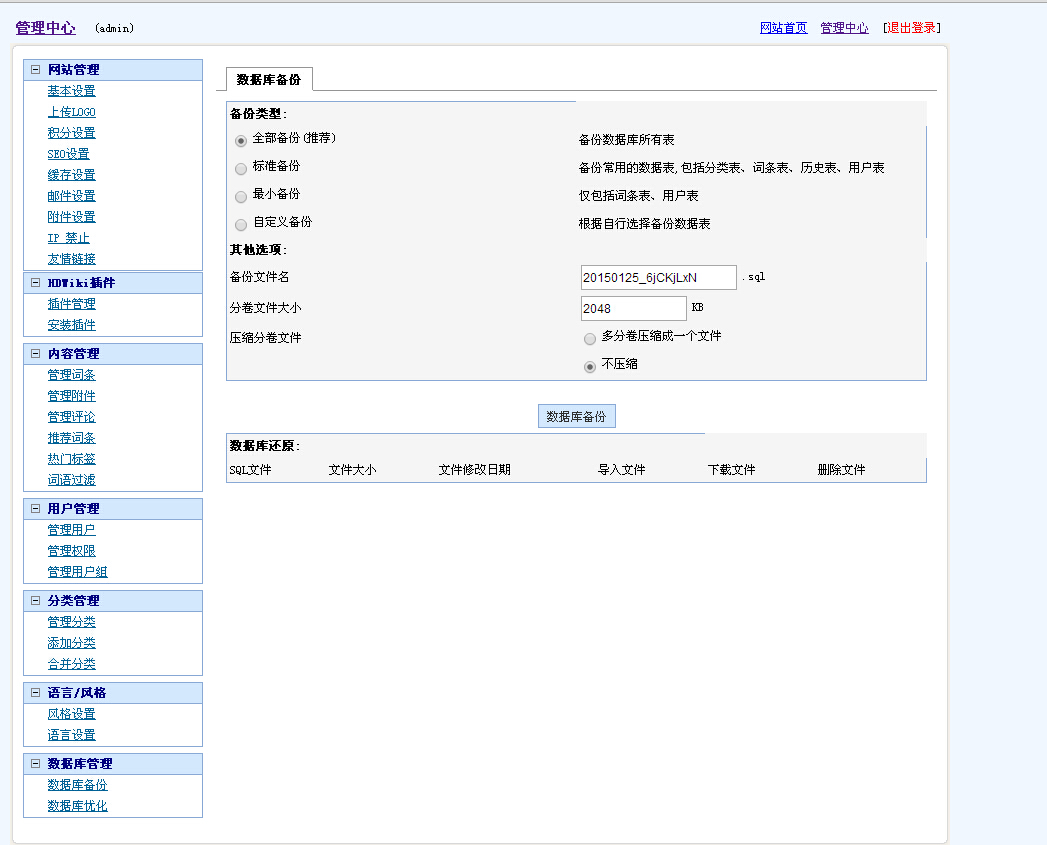 管理中心 (admin) 网站首页 管理中心 [退出登录]
网站管理
基本设置
上传LOGO
积分设置
SEO设置
缓存设置
邮件设置
附件设置
IP 禁止
友情链接
HDWiki插件
插件管理
安装插件
内容管理
管理词条
管理附件
管理评论
推荐词条
热门标签
词语过滤
用户管理
管理用户
管理权限
管理用户组
分类管理
管理分类
添加分类
合并分类
语言/风格
风格设置
语言设置
数据库管理
数据库备份
数据库优化
数据库备份
备份类型:
全部备份(推荐) 备份数据库所有表
标准备份 备份常用的数据表,包括分类表、词条表、历史表、用户表
最小备份 仅包括词条表、用户表
自定义备份 根据自行选择备份数据表
其他选项:
备份文件名 20150125_6jCKjLxN .sql
分卷文件大小 2048 KB
压缩分卷文件 多分卷压缩成一个文件
不压缩
数据库备份
数据库还原:
SQL文件 文件大小 文件修改日期 导入文件 下载文件 删除文件